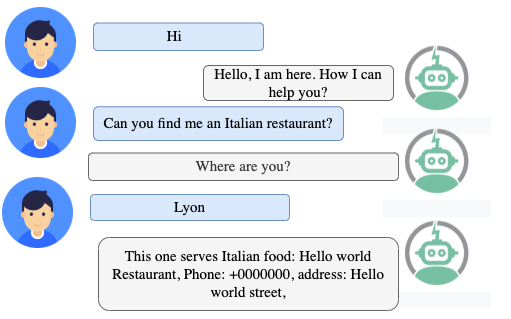 Hi
Hello, I am here. How I can
help you?
Can you find me an Italian restaurant?
Where are you?
Lyon
This one serves Italian food: Hello world
Restaurant, Phone: +0000000, address: Hello
world street,